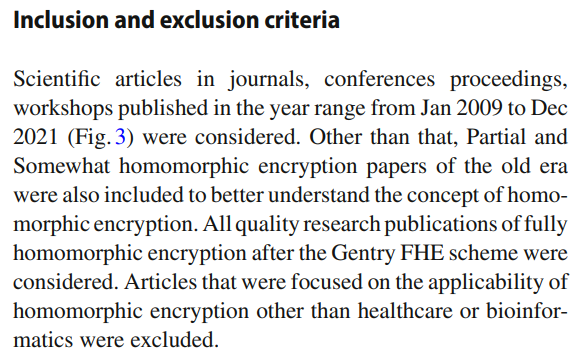 Inclusion and exclusion criteria
Scientific articles in journals, conferences proceedings,
workshops published in the year range from Jan 2009 to Dec
2021 (Fig. 3) were considered. Other than that, Partial and
Somewhat homomorphic encryption papers of the old era
were also included to better understand the concept of homo-
morphic encryption. All quality research publications of fully
homomorphic encryption after the Gentry FHE scheme were
considered. Articles that were focused on the applicability of
homomorphic encryption other than healthcare or bioinfor-
matics were excluded.